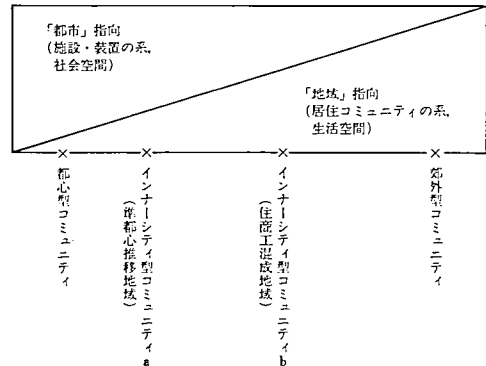 「都市」指向
(施設・装置の系,
社会空間)
「地域」指向
(居住コミュニティの系,
生活空間)
都心型コミュニティ
インナーシティ型コミュニティa
(準都心推移地域)
インナーシティ型コミュニティb
(住商工混成地域)
郊外型コミュニティ